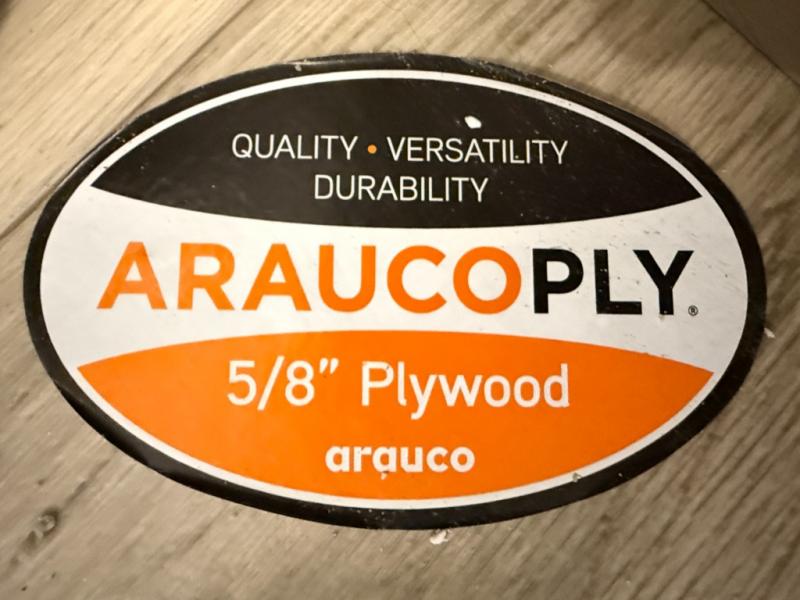 QUALITY • VERSATILITY
DURABILITY
ARAUCOPLY®
5/8" Plywood
arauco